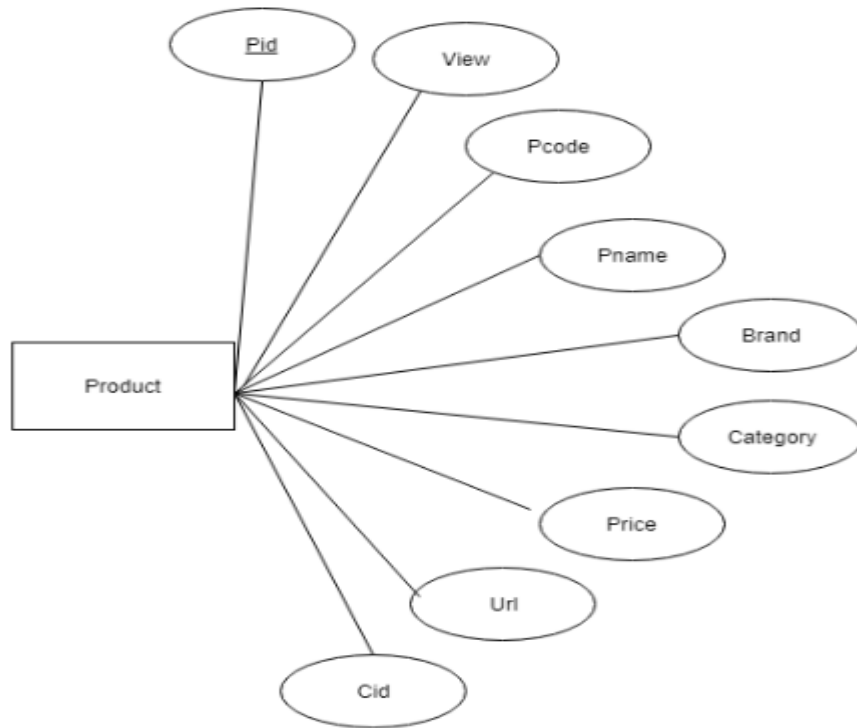 Pid
View
Pcode
Pname
Brand
Product
Category
Price
Url
Cid